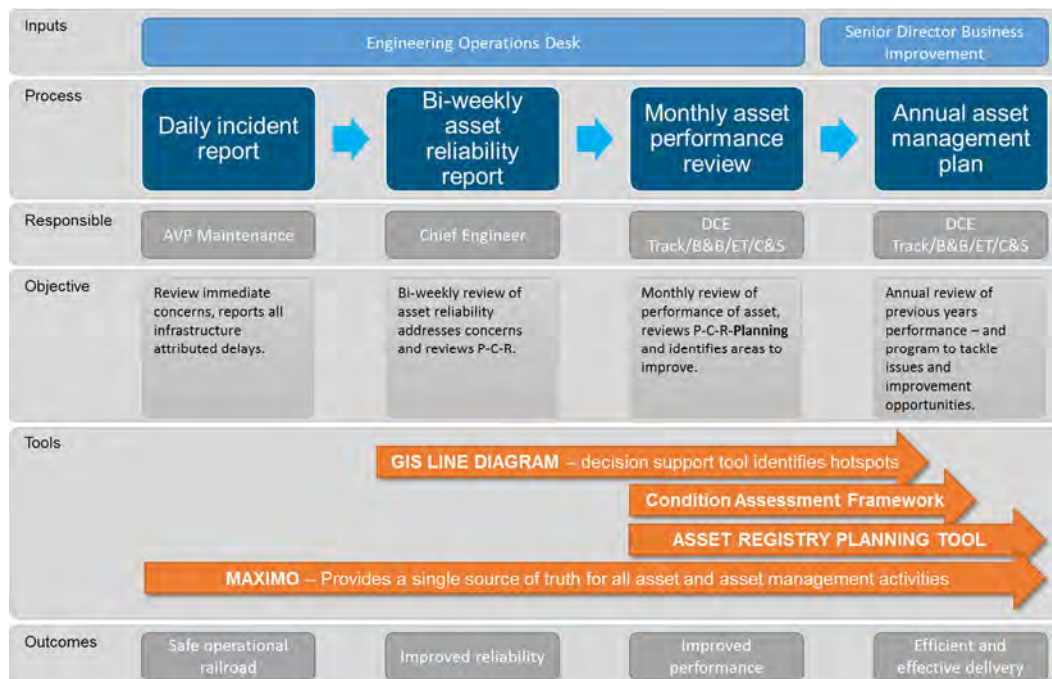 Inputs
Engineering Operations Desk
Senior Director Business
Improvement
Process
Daily incident
report
Bi-weekly
asset
reliability
report
Monthly asset
performance
review
Annual asset
management
plan
Responsible
AVP Maintenance
Chief Engineer
DCE
Track/B&B/ET/C&S
DCE
Track/B&B/ET/C&S
Objective
Review immediate
concerns, reports all
infrastructure
attributed delays.
Bi-weekly review of
asset reliability
addresses concerns
and reviews P-C-R.
Monthly review of
performance of asset,
reviews P-C-R-Planning
and identifies areas to
improve.
Annual review of
previous years
performance – and
program to tackle
issues and
improvement
opportunities.
Tools
GIS LINE DIAGRAM – decision support tool identifies hotspots
Condition Assessment Framework
ASSET REGISTRY PLANNING TOOL
MAXIMO – Provides a single source of truth for all asset and asset management activities
Outcomes
Safe operational
railroad
Improved reliability
Improved
performance
Efficient and
effective delivery